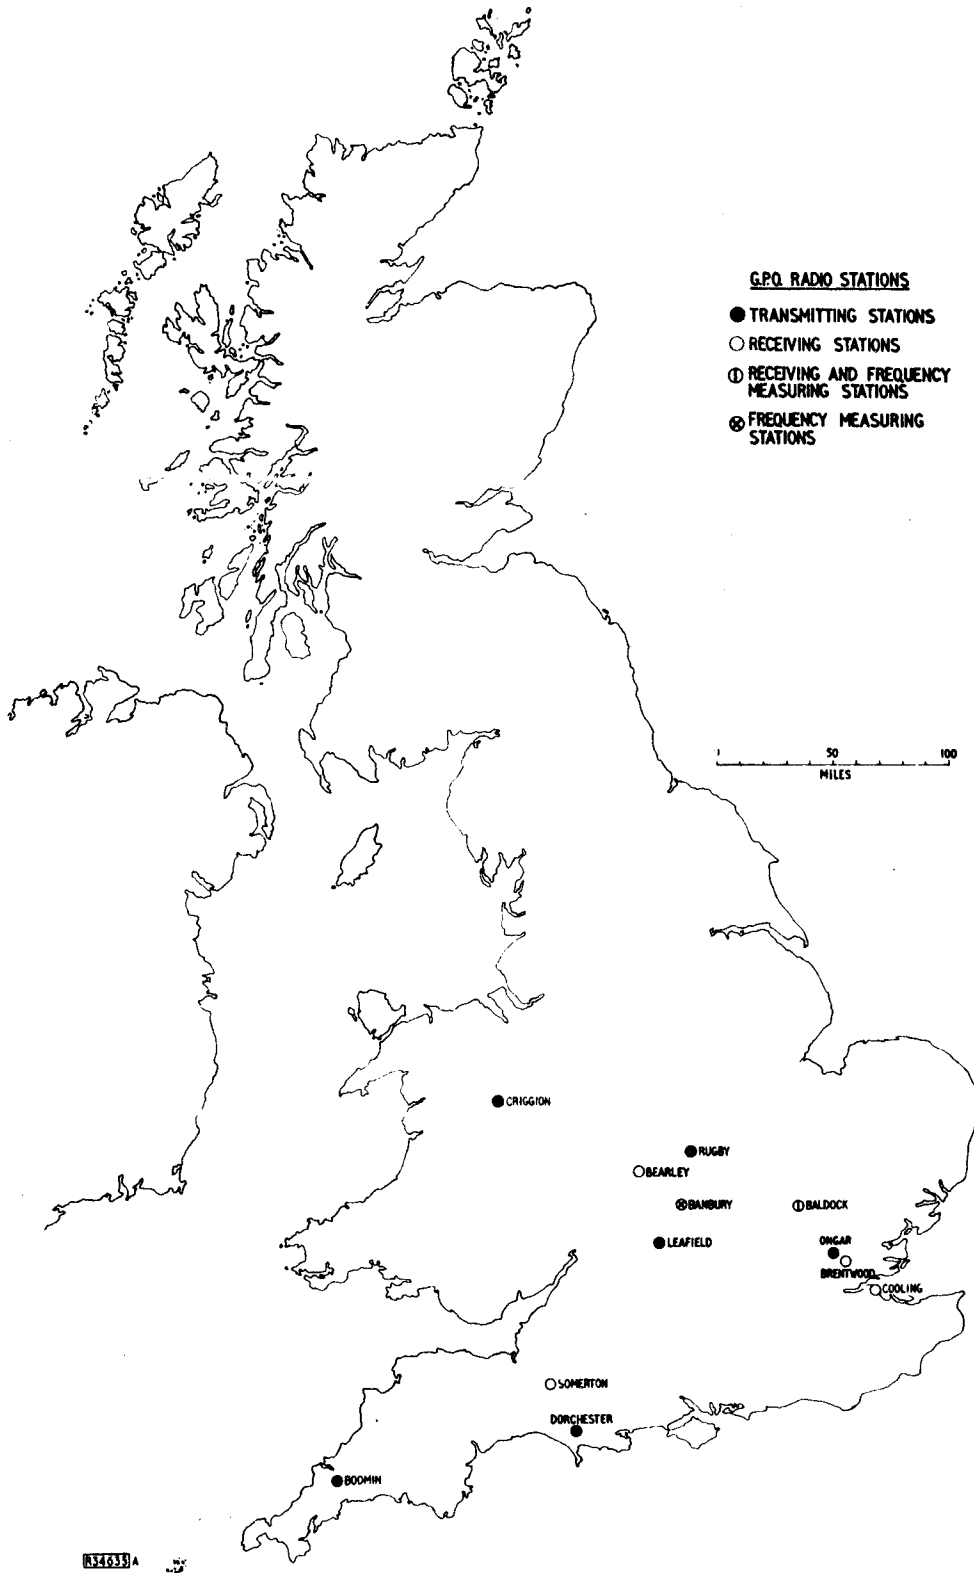 G.P.O. RADIO STATIONS
TRANSMITTING STATIONS
RECEIVING STATIONS
RECEIVING AND FREQUENCY
MEASURING STATIONS
FREQUENCY MEASURING
STATIONS
50
100
MILES
CRIGGION
RUGBY
BEARLEY
BANBURY
BALDOCK
LEAFIELD
ONGAR
BRENTWOOD
COOLING
SOMERTON
DORCHESTER
BODMIN
R34633 A